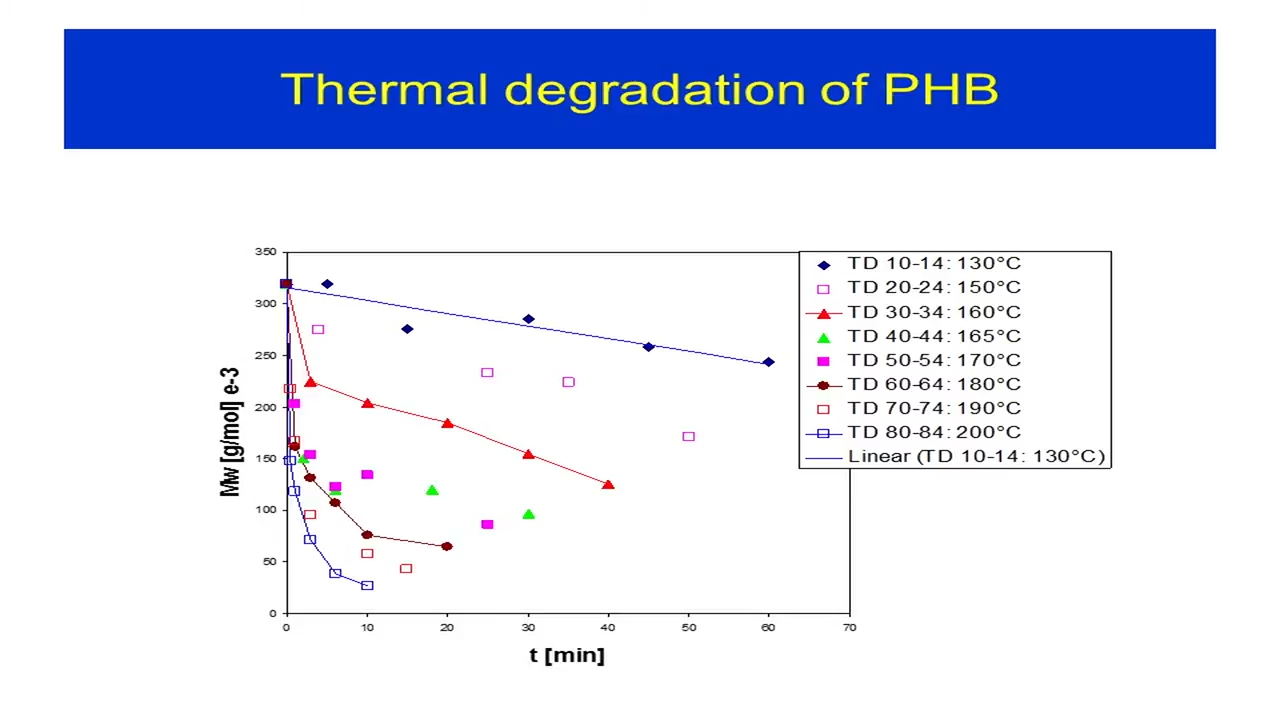 Thermal degradation of PHB
350
300
250
200
150
100
50
0
Mw [g/mol] e-3
0 10 20 30 40 50 60 70
t [min]
TD 10-14: 130°C
TD 20-24: 150°C
TD 30-34: 160°C
TD 40-44: 165°C
TD 50-54: 170°C
TD 60-64: 180°C
TD 70-74: 190°C
TD 80-84: 200°C
Linear (TD 10-14: 130°C)